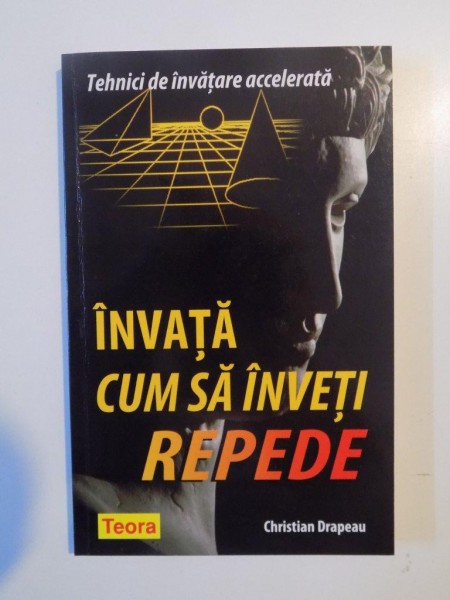 Tehnici de învățare accelerată
ÎNVAȚĂ
CUM SĂ ÎNVEȚI
REPEDE
Teora
Christian Drapeau